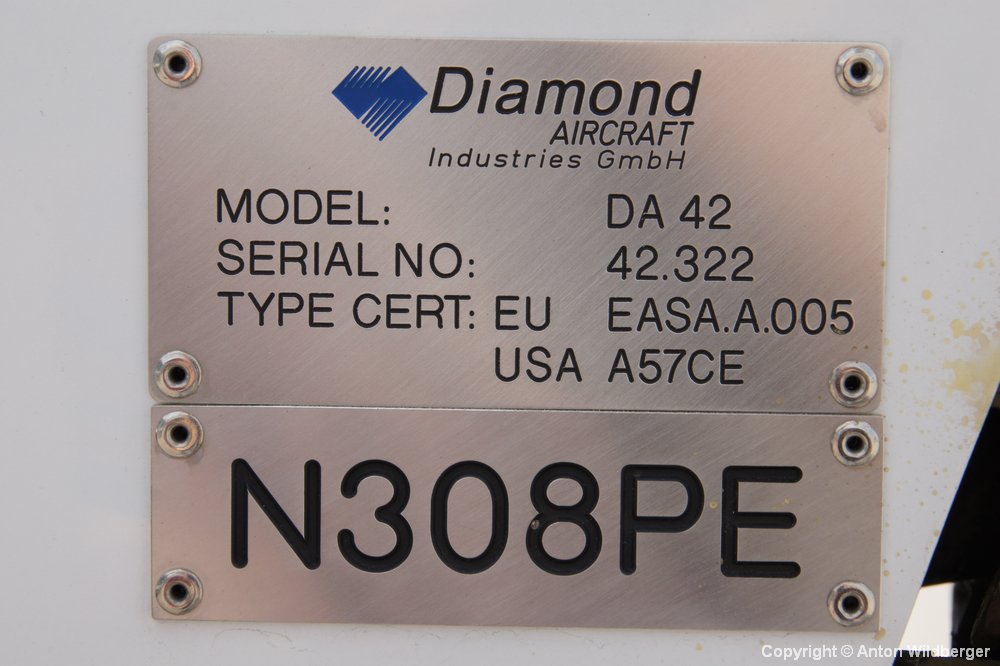 Diamond
AIRCRAFT
Industries GmbH
MODEL: DA 42
SERIAL NO: 42.322
TYPE CERT: EU EASA.A.005
USA A57CE
N308PE
Copyright © Anton Wildberger